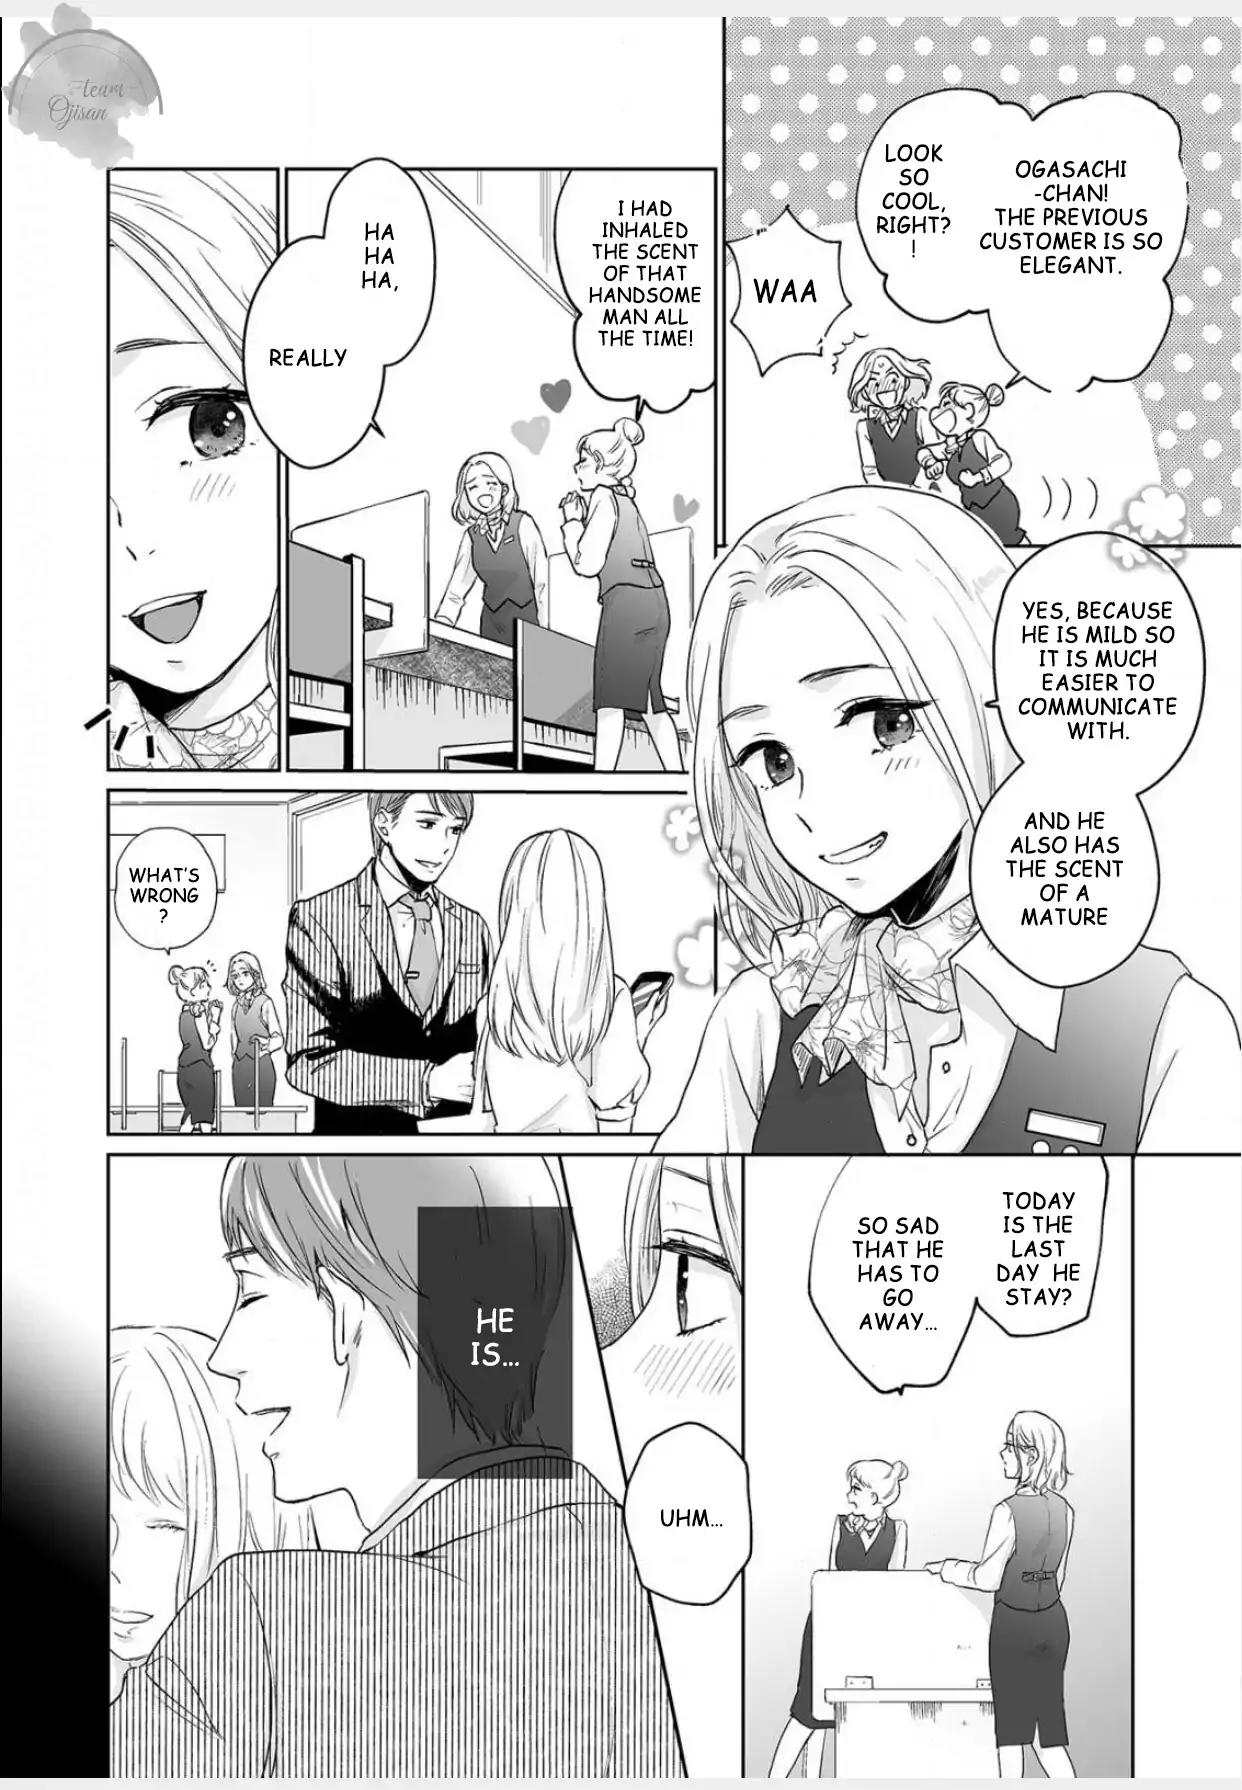 team
Ojisan
OGASACHI
-CHAN!
THE PREVIOUS
CUSTOMER IS SO
ELEGANT.
LOOK
SO
COOL,
RIGHT?
!
WAA
YES, BECAUSE
HE IS MILD SO
IT IS MUCH
EASIER TO
COMMUNICATE
WITH.
AND HE
ALSO HAS
THE SCENT
OF A
MATURE
I HAD
INHALED
THE SCENT
OF THAT
HANDSOME
MAN ALL
THE TIME!
HA
HA
HA,
REALLY
WHAT'S
WRONG
?
TODAY
IS THE
LAST
DAY HE
STAY?
SO SAD
THAT HE
HAS TO
GO
AWAY...
UHM...
HE
IS...